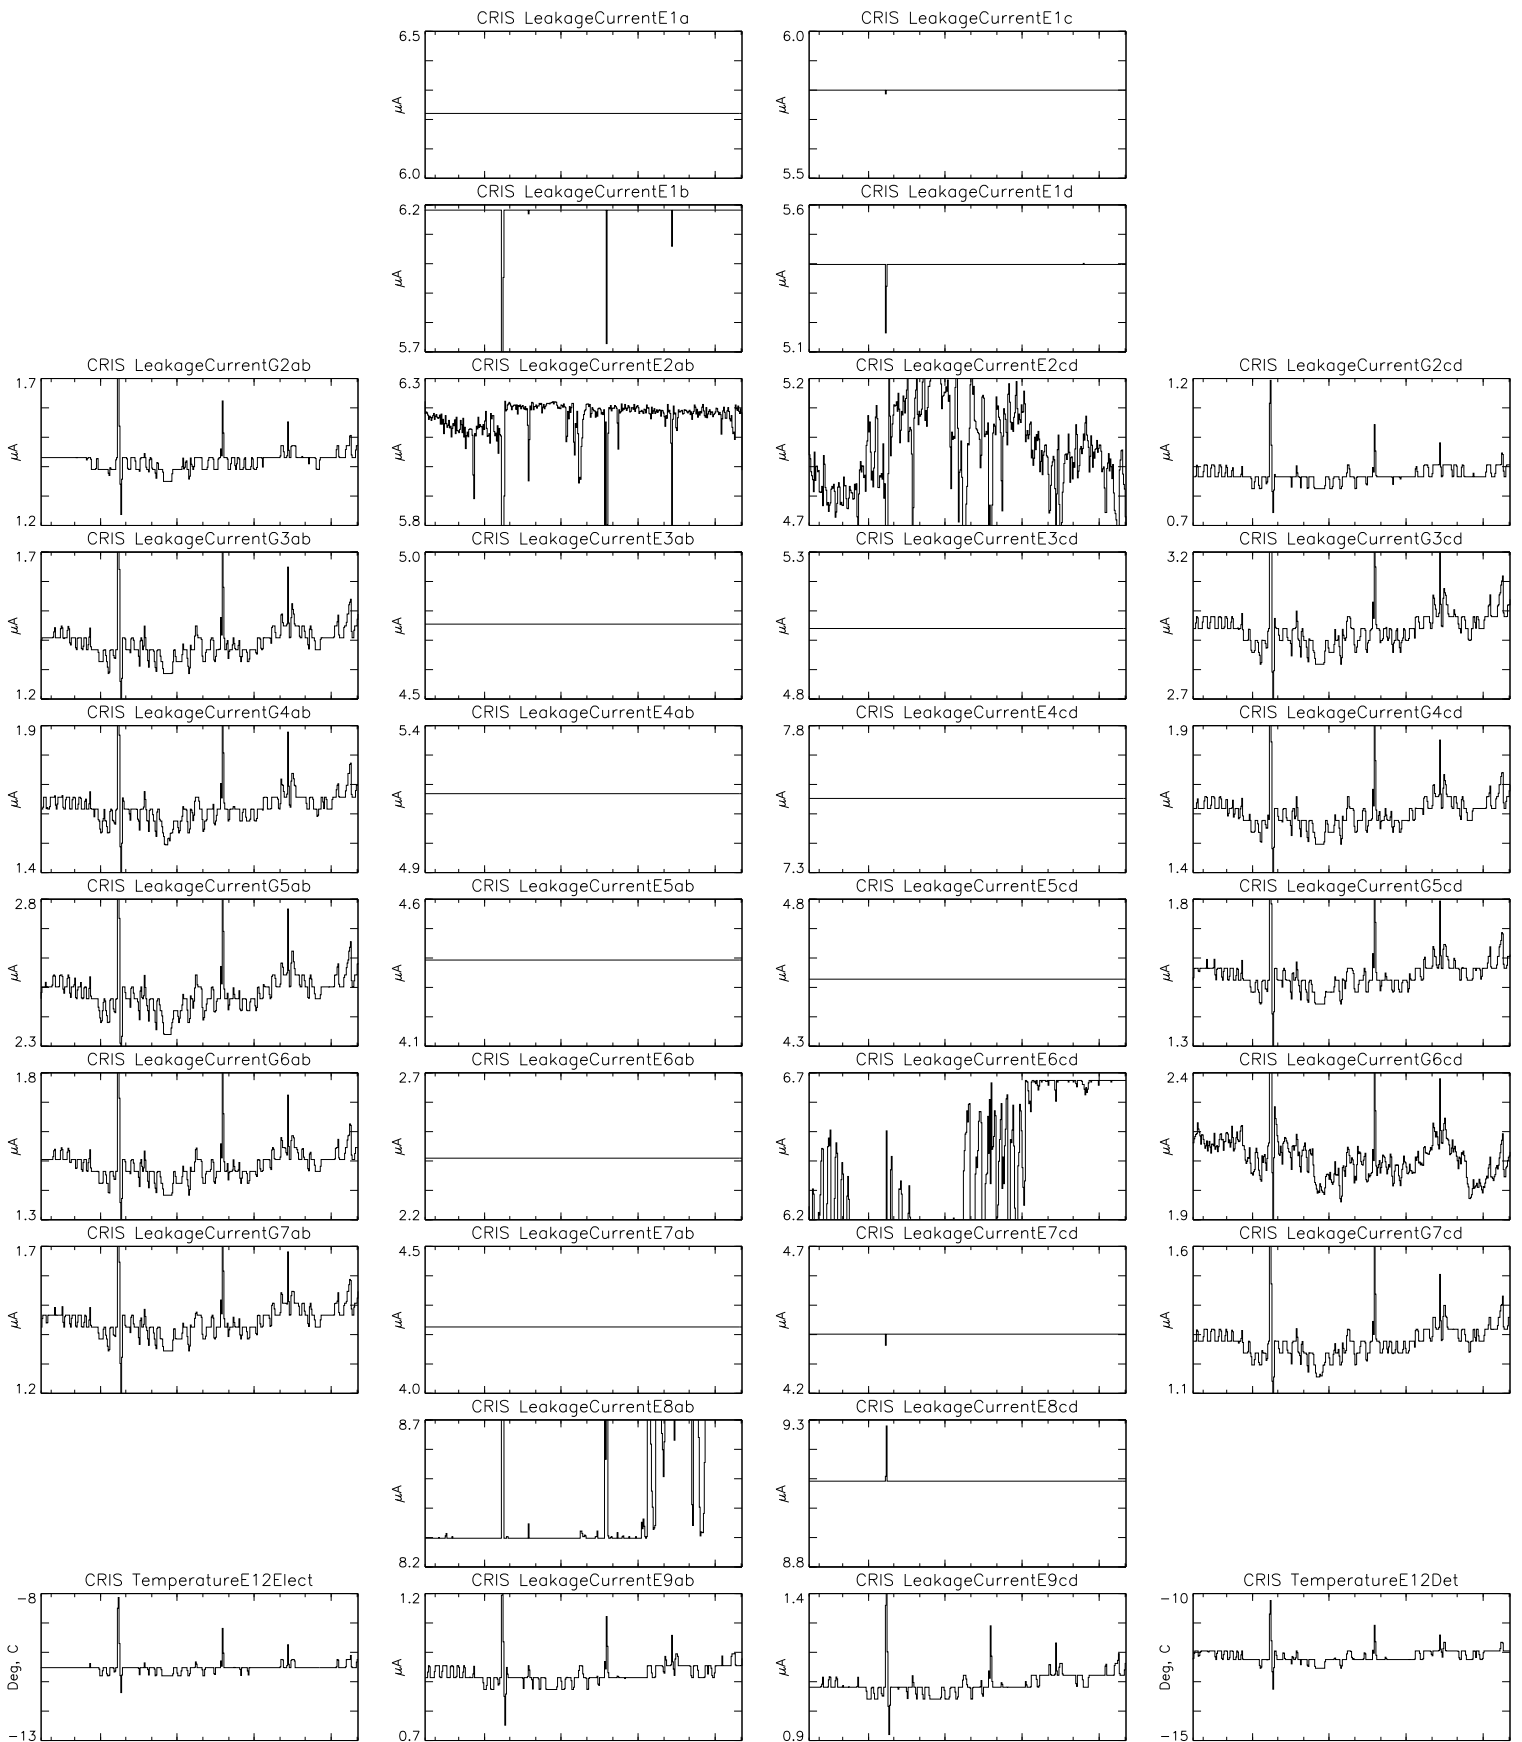 CRIS LeakageCurrentE1a
6.5
μA
6.0
CRIS LeakageCurrentE1c
6.0
μA
5.5
CRIS LeakageCurrentE1b
6.2
μA
5.7
CRIS LeakageCurrentE1d
5.6
μA
5.1
CRIS LeakageCurrentG2ab
1.7
μA
1.2
CRIS LeakageCurrentE2ab
6.3
μA
5.8
CRIS LeakageCurrentE2cd
5.2
μA
4.7
CRIS LeakageCurrentG2cd
1.2
μA
0.7
CRIS LeakageCurrentG3ab
1.7
μA
1.2
CRIS LeakageCurrentE3ab
5.0
μA
4.5
CRIS LeakageCurrentE3cd
5.3
μA
4.8
CRIS LeakageCurrentG3cd
3.2
μA
2.7
CRIS LeakageCurrentG4ab
1.9
μA
1.4
CRIS LeakageCurrentE4ab
5.4
μA
4.9
CRIS LeakageCurrentE4cd
7.8
μA
7.3
CRIS LeakageCurrentG4cd
1.9
μA
1.4
CRIS LeakageCurrentG5ab
2.8
μA
2.3
CRIS LeakageCurrentE5ab
4.6
μA
4.1
CRIS LeakageCurrentE5cd
4.8
μA
4.3
CRIS LeakageCurrentG5cd
1.8
μA
1.3
CRIS LeakageCurrentG6ab
1.8
μA
1.3
CRIS LeakageCurrentE6ab
2.7
μA
2.2
CRIS LeakageCurrentE6cd
6.7
μA
6.2
CRIS LeakageCurrentG6cd
2.4
μA
1.9
CRIS LeakageCurrentG7ab
1.7
μA
1.2
CRIS LeakageCurrentE7ab
4.5
μA
4.0
CRIS LeakageCurrentE7cd
4.7
μA
4.2
CRIS LeakageCurrentG7cd
1.6
μA
1.1
CRIS LeakageCurrentE8ab
8.7
μA
8.2
CRIS LeakageCurrentE8cd
9.3
μA
8.8
CRIS TemperatureE12Elect
−8
Deg, C
−13
CRIS LeakageCurrentE9ab
1.2
μA
0.7
CRIS LeakageCurrentE9cd
1.4
μA
0.9
CRIS TemperatureE12Det
−10
Deg, C
−15